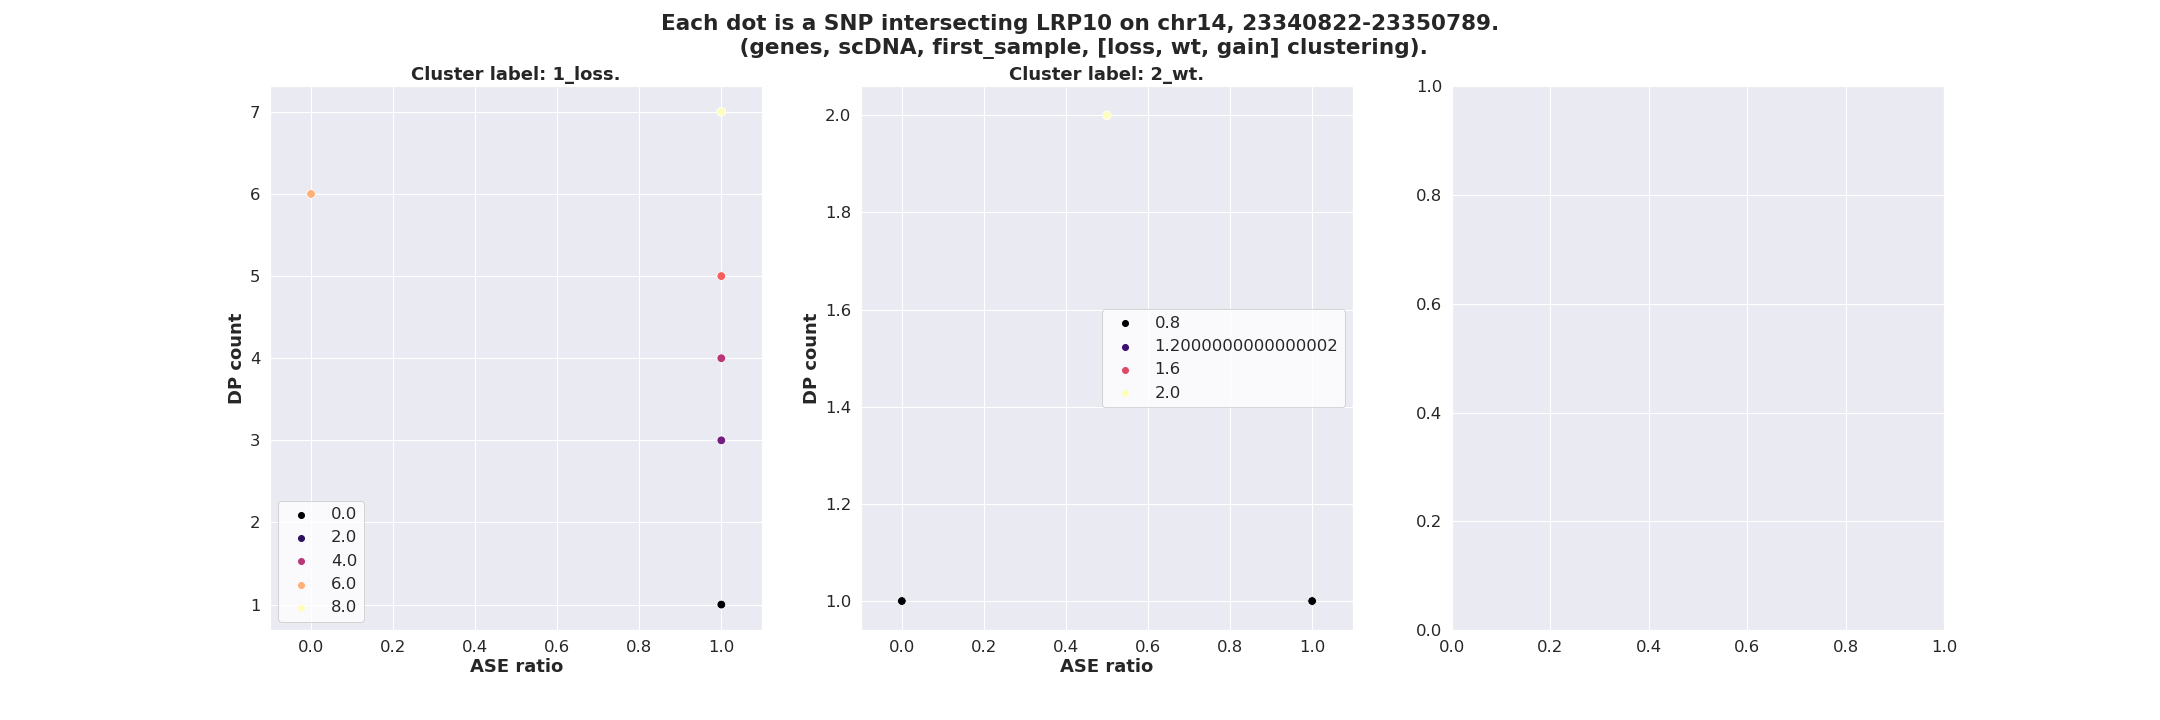 Each dot is a SNP intersecting LRP10 on chr14, 23340822-23350789.
(genes, scDNA, first_sample, [loss, wt, gain] clustering).
Cluster label: 1_loss.
7
6
5
4
3
2
1
DP count
0.0
2.0
4.0
6.0
8.0
0.0 0.2 0.4 0.6 0.8 1.0
ASE ratio
Cluster label: 2_wt.
2.0
1.8
1.6
1.4
1.2
1.0
DP count
0.8
1.2000000000000002
1.6
2.0
0.0 0.2 0.4 0.6 0.8 1.0
ASE ratio
1.0
0.8
0.6
0.4
0.2
0.0
0.0 0.2 0.4 0.6 0.8 1.0